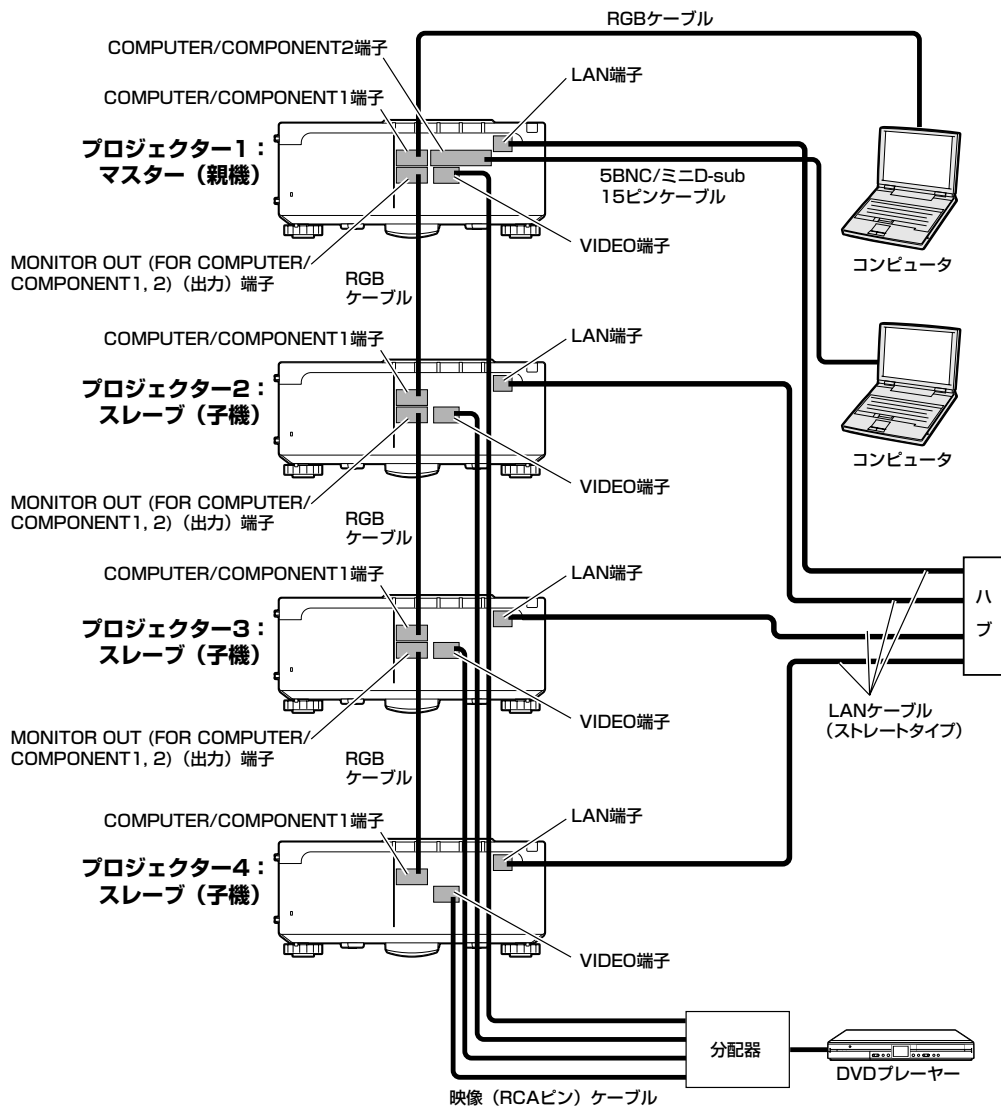 RGBケーブル
COMPUTER/COMPONENT2端子
LAN端子
COMPUTER/COMPONENT1端子
プロジェクター1：
マスター（親機）
5BNC/ミニD-sub
15ピンケーブル
VIDEO端子
コンピュータ
MONITOR OUT (FOR COMPUTER/
COMPONENT1, 2)（出力）端子
RGB
ケーブル
COMPUTER/COMPONENT1端子
LAN端子
プロジェクター2：
スレーブ（子機）
コンピュータ
VIDEO端子
MONITOR OUT (FOR COMPUTER/
COMPONENT1, 2)（出力）端子
RGB
ケーブル
COMPUTER/COMPONENT1端子
LAN端子
ハブ
プロジェクター3：
スレーブ（子機）
VIDEO端子
LANケーブル
（ストレートタイプ）
MONITOR OUT (FOR COMPUTER/
COMPONENT1, 2)（出力）端子
RGB
ケーブル
COMPUTER/COMPONENT1端子
LAN端子
プロジェクター4：
スレーブ（子機）
VIDEO端子
分配器
DVDプレーヤー
映像（RCAピン）ケーブル